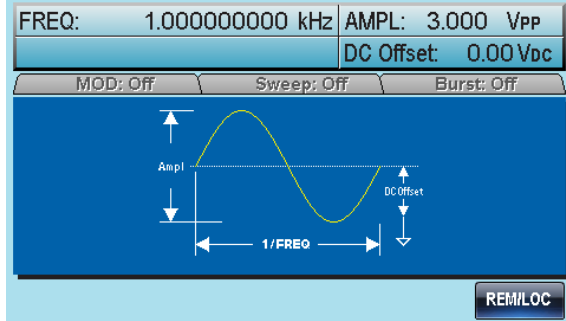 FREQ: 1.000000000 kHz AMPL: 3.000 VPP
DC Offset: 0.00 VDC
MOD: Off Sweep: Off Burst: Off
Ampl
DC Offset
1/FREQ
REM/LOC